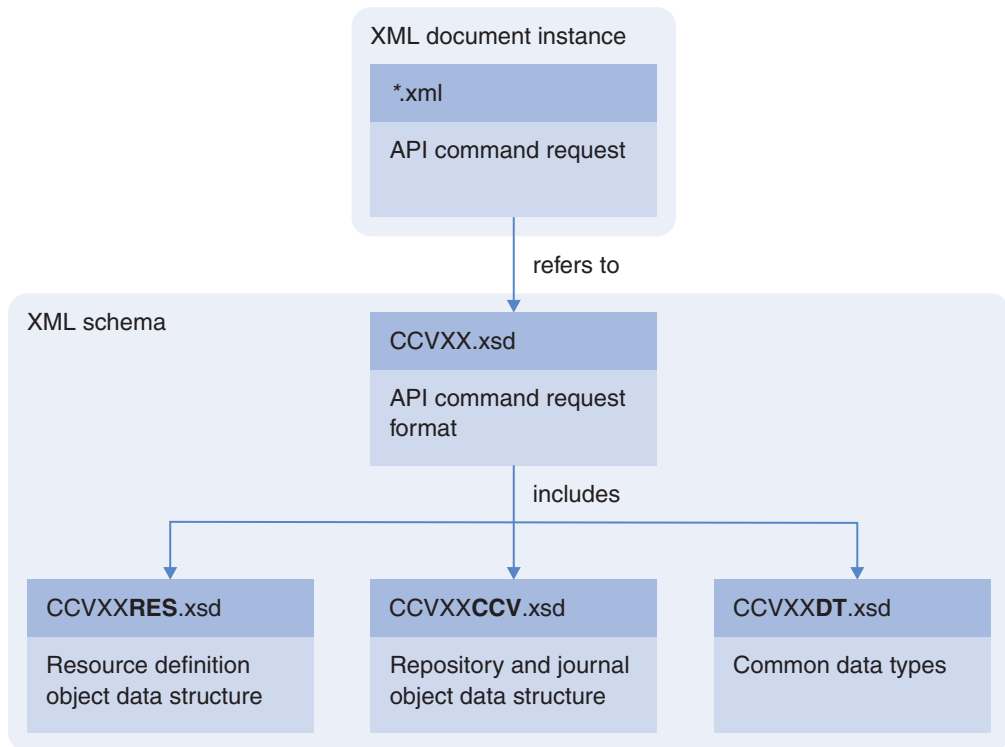 XML document instance
*.xml
API command request
refers to
XML schema
CCVXX.xsd
API command request
format
includes
CCVXXRES.xsd
Resource definition
object data structure
CCVXXCCV.xsd
Repository and journal
object data structure
CCVXXDT.xsd
Common data types